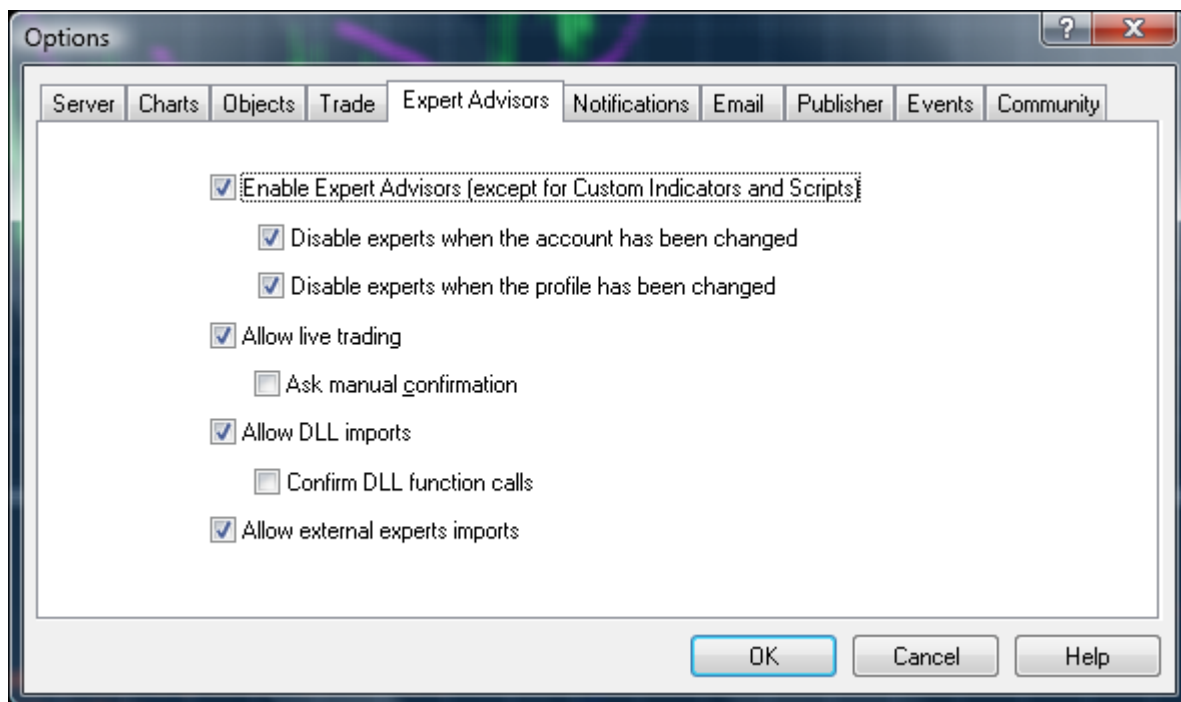 Options
Server Charts Objects Trade Expert Advisors Notifications Email Publisher Events Community
Enable Expert Advisors (except for Custom Indicators and Scripts)
Disable experts when the account has been changed
Disable experts when the profile has been changed
Allow live trading
Ask manual confirmation
Allow DLL imports
Confirm DLL function calls
Allow external experts imports
OK Cancel Help